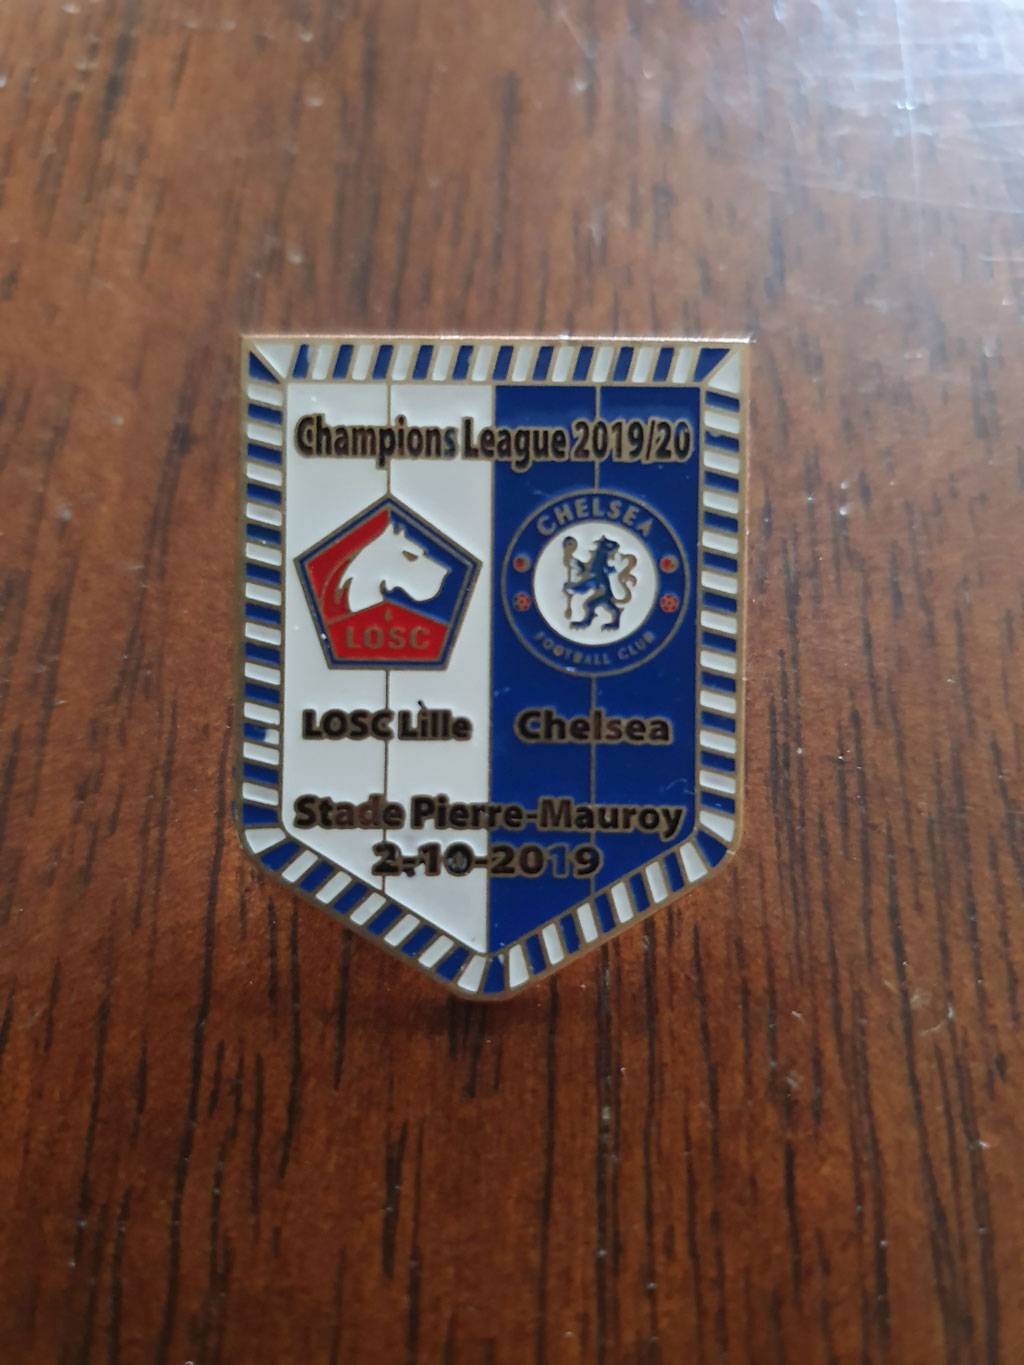 Champions League 2019/20
CHELSEA
FOOTBALL CLUB
LOSC
LOSC Lille Chelsea
Stade Pierre-Mauroy
2-10-2019